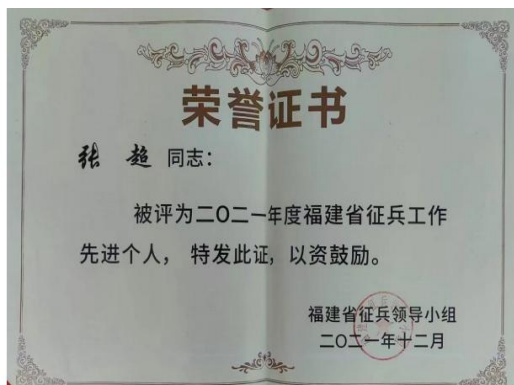 荣誉证书
张 超 同志：
被评为二〇二一年度福建省征兵工作
先进个人， 特发此证，以资鼓励。
福建省征兵领导小组
二〇二一年十二月